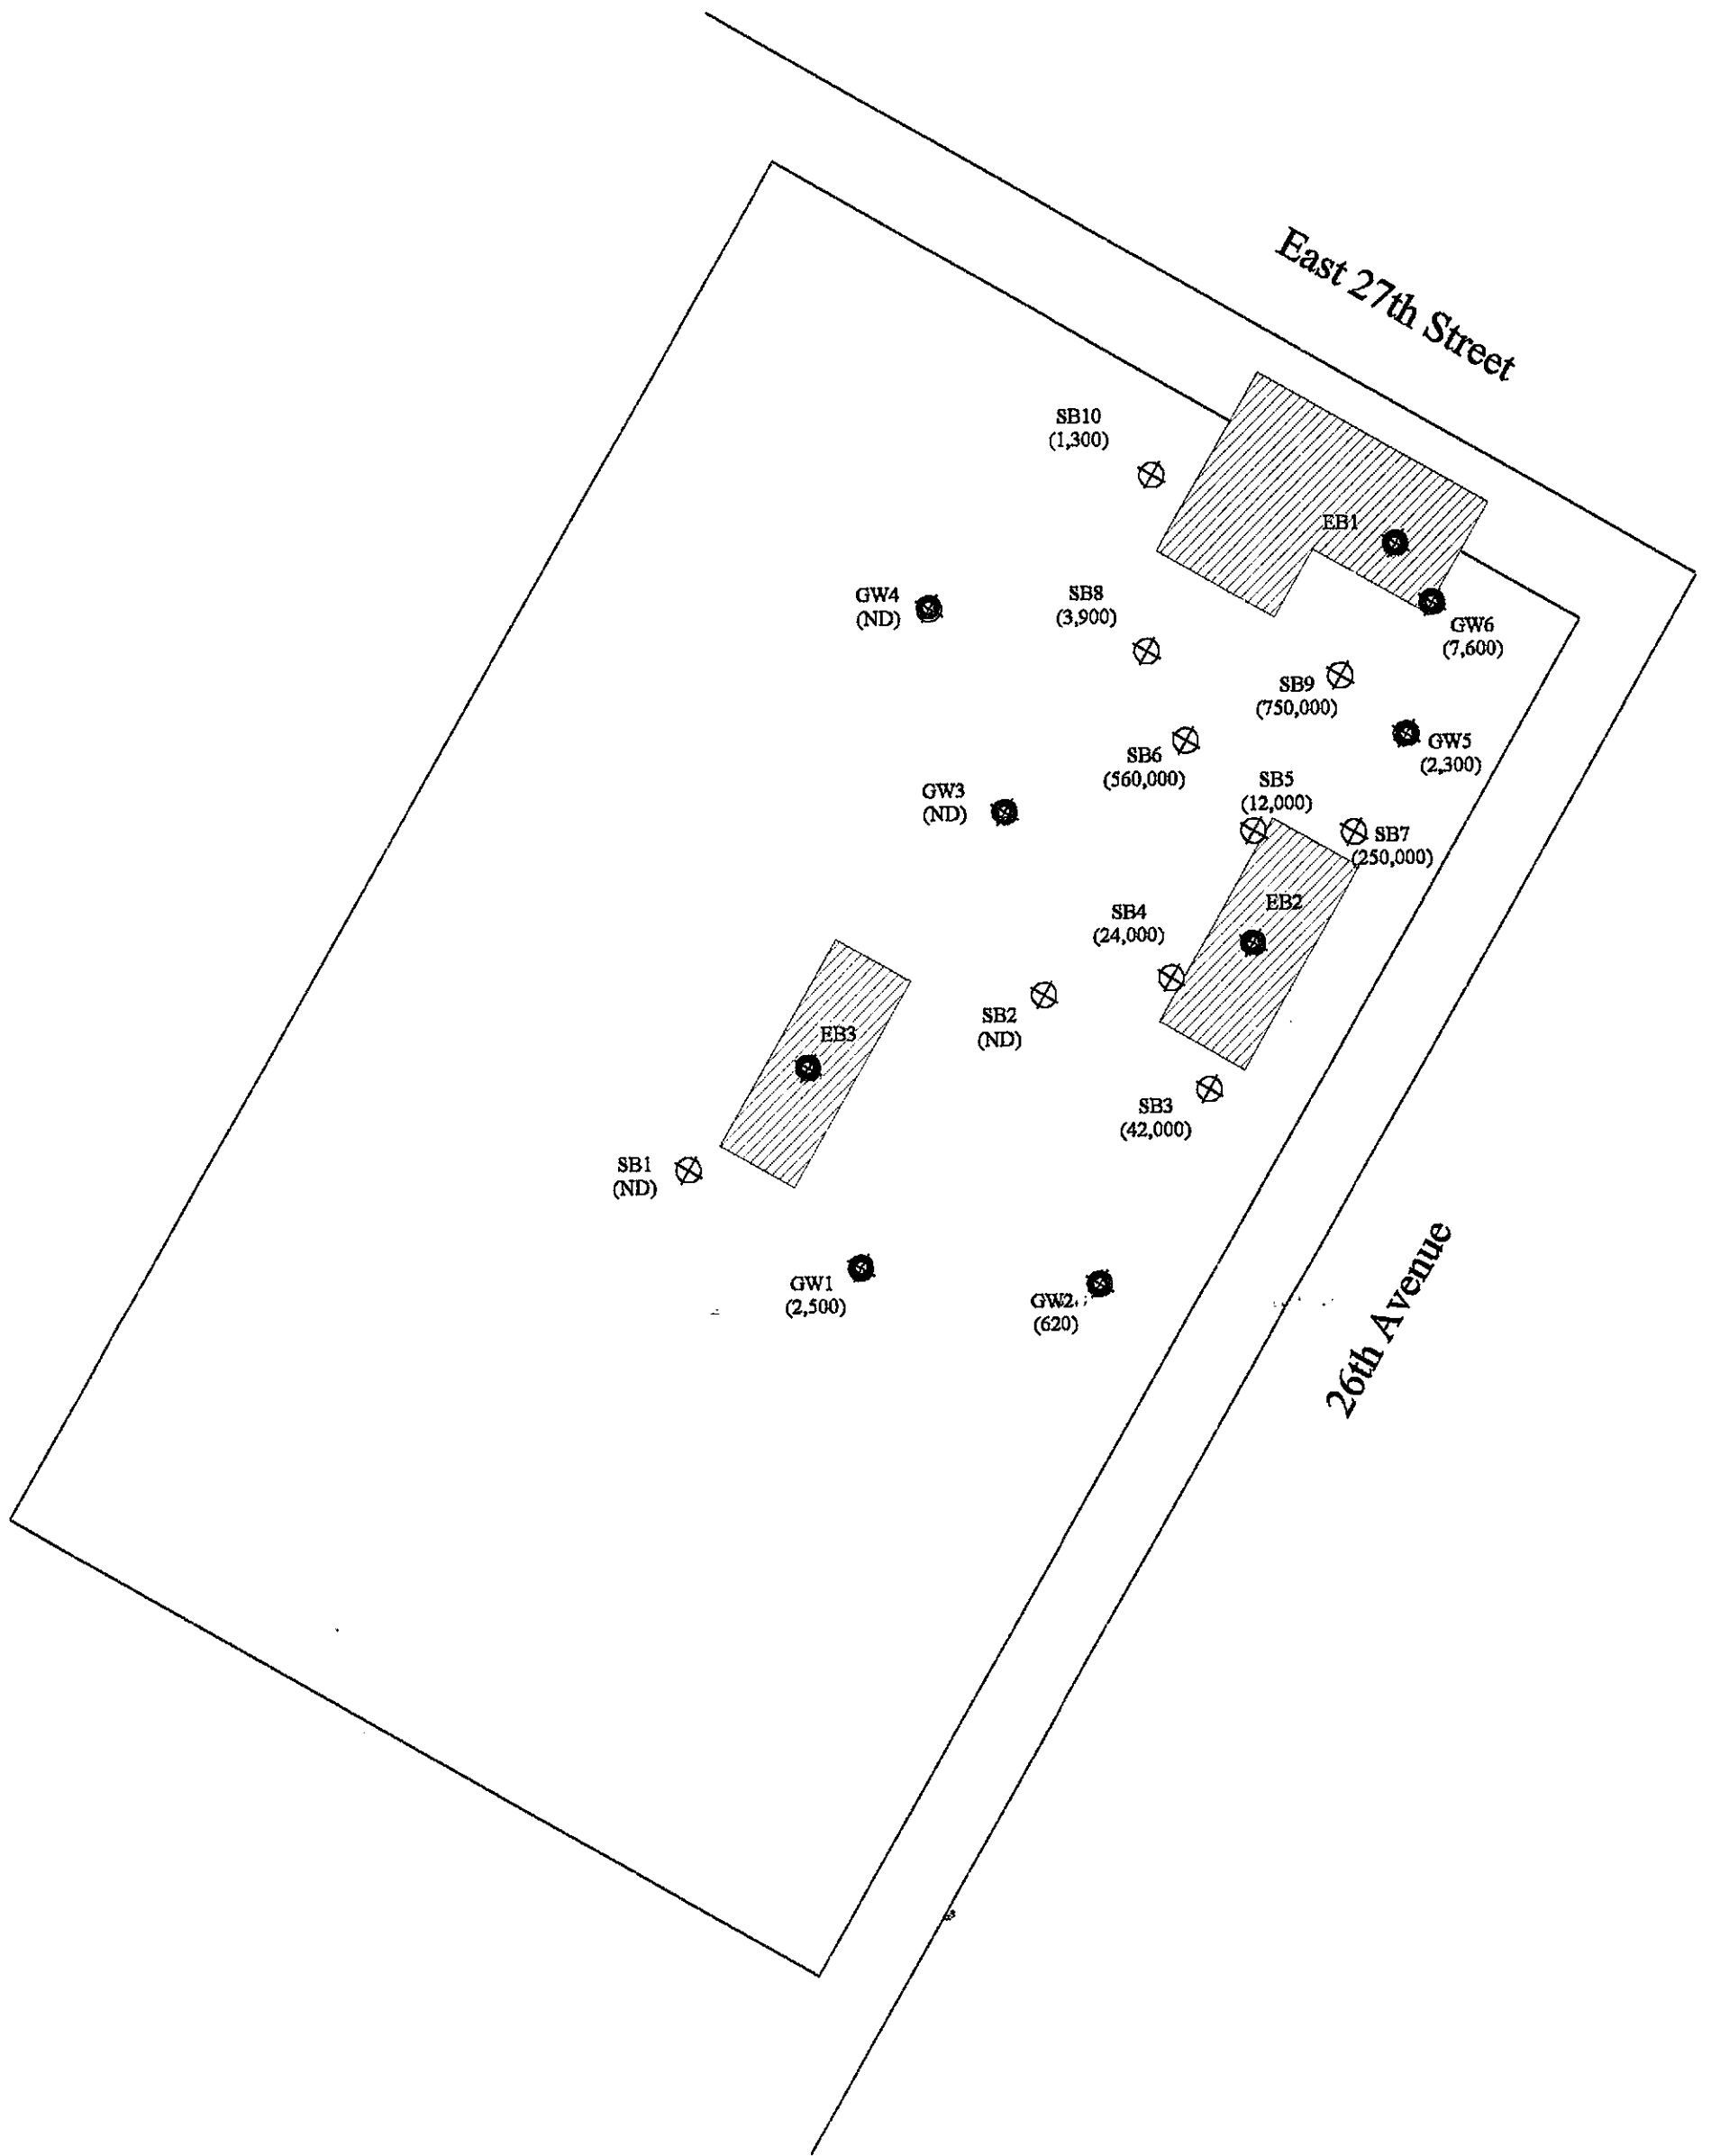 East 27th Street
SB10
(1,300)
EB1
GW4
(ND)
SB8
(3,900)
GW6
(7,600)
SB9
(750,000)
GW5
(2,300)
SB6
(560,000)
SB5
(12,000)
GW3
(ND)
SB7
(250,000)
EB2
SB4
(24,000)
SB2
(ND)
EB3
SB3
(42,000)
SB1
(ND)
GW1
(2,500)
GW2
(620)
26th Avenue